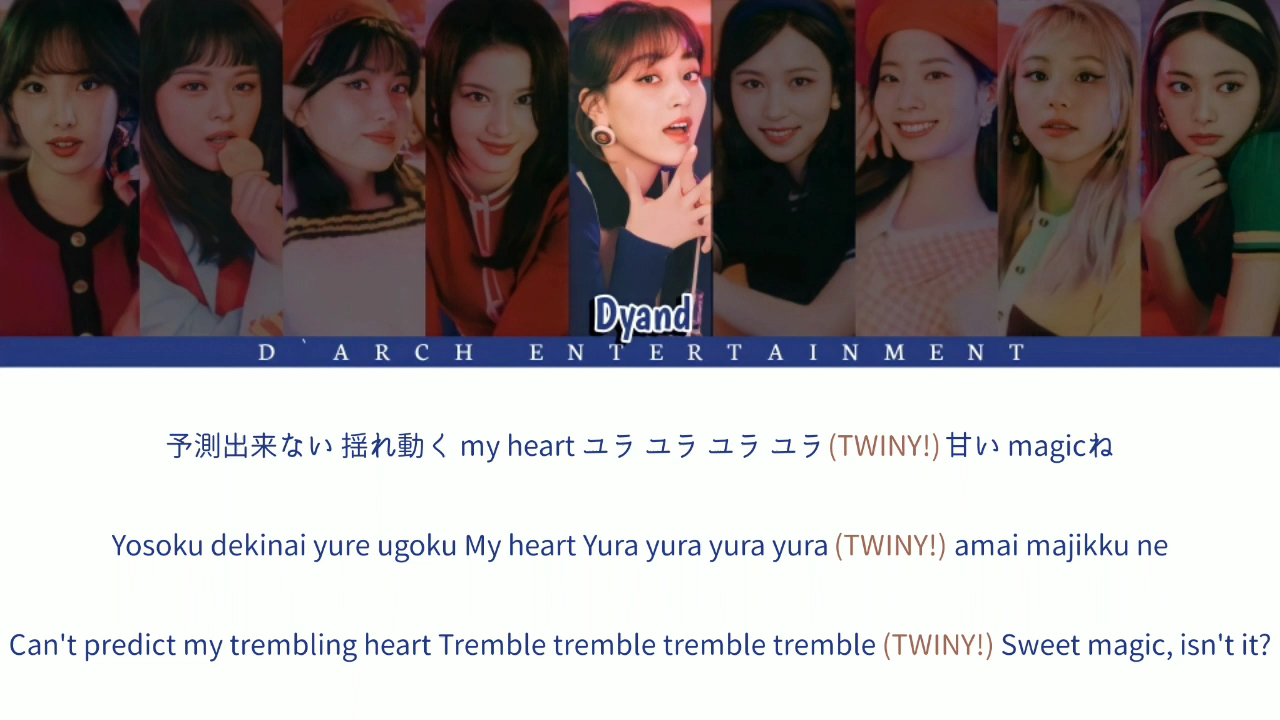 Dyand
D`ARCH ENTERTAINMENT
予測出来ない 揺れ動く my heart ユラ ユラ ユラ ユラ(TWINY!)甘い magicね
Yosoku dekinai yure ugoku My heart Yura yura yura yura (TWINY!) amai majikku ne
Can't predict my trembling heart Tremble tremble tremble tremble (TWINY!) Sweet magic, isn't it?